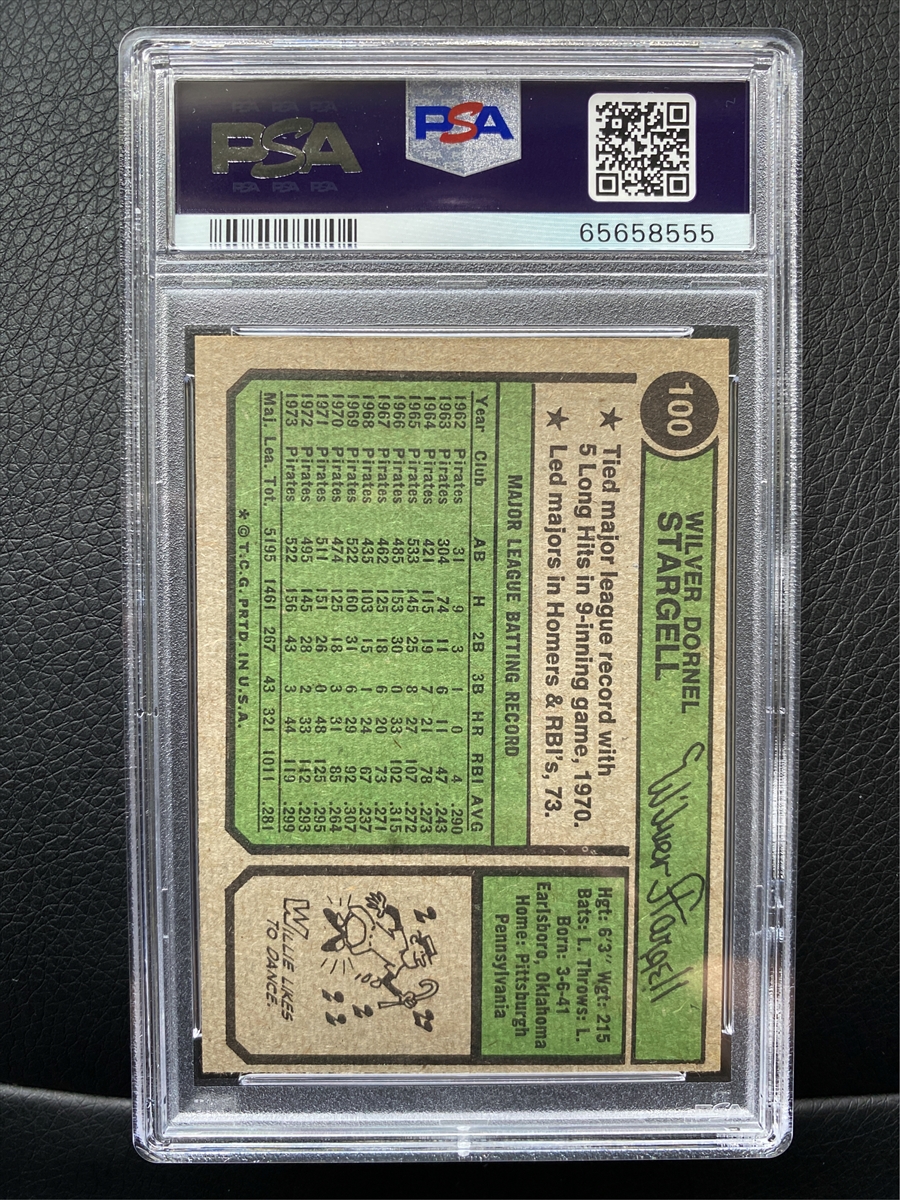 PSA
PSA
65658555
100
WILVER DORNEL
STARGELL
Wilver Stargell
★ Tied major league record with
5 Long Hits in 9-inning game, 1970.
★ Led majors in Homers & RBI's, 73.
MAJOR LEAGUE BATTING RECORD
Year Club AB H 2B 3B HR RBI AVG
1962 Pirates 31 9 3 1 0 4 .290
1963 Pirates 304 74 11 6 11 47 .243
1964 Pirates 421 115 19 7 21 78 .273
1965 Pirates 533 145 25 8 27 107 .272
1966 Pirates 485 153 30 0 33 102 .315
1967 Pirates 462 125 18 6 20 73 .271
1968 Pirates 435 103 15 1 24 67 .237
1969 Pirates 522 160 31 6 29 92 .307
1970 Pirates 474 125 18 3 31 85 .264
1971 Pirates 511 151 26 0 48 125 .295
1972 Pirates 495 145 28 2 33 112 .293
1973 Pirates 522 156 43 3 44 119 .299
Maj. Lea. Tot. 5195 1461 267 43 321 1011 .281
* © T.C.G. PRTD. IN U.S.A.
Hgt: 6'3" Wgt: 215
Bats: L. Throws: L.
Born: 3-6-41
Earlsboro, Oklahoma
Home: Pittsburgh
Pennsylvania
WILLIE LIKES
TO DANCE.